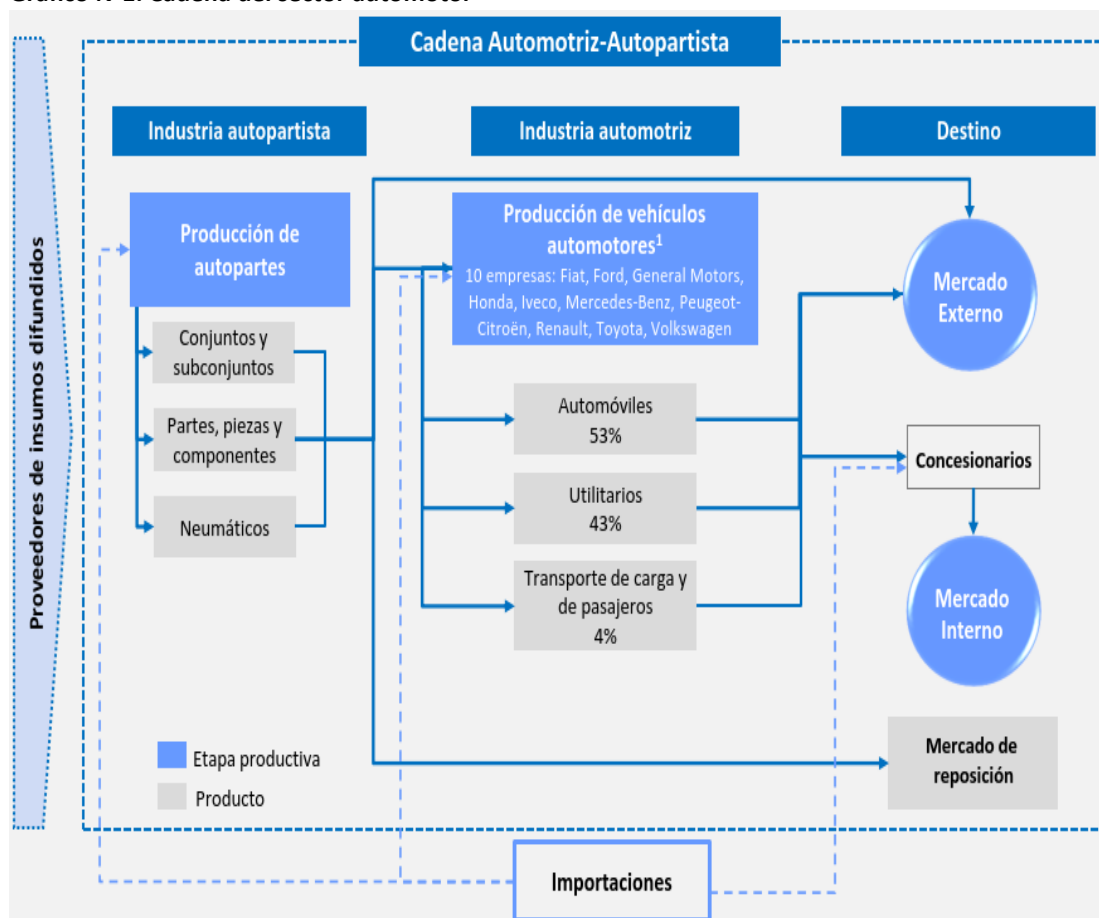 Cadena Automotriz-Autopartista
Proveedores de insumos difundidos
Industria autopartista
Industria automotriz
Destino
Producción de
autopartes
Conjuntos y
subconjuntos
Partes, piezas y
componentes
Neumáticos
Producción de vehículos
automotores¹
10 empresas: Fiat, Ford, General Motors,
Honda, Iveco, Mercedes-Benz, Peugeot-
Citroën, Renault, Toyota, Volkswagen
Automóviles
53%
Utilitarios
43%
Transporte de carga y
de pasajeros
4%
Mercado
Externo
Concesionarios
Mercado
Interno
Mercado de
reposición
Etapa productiva
Producto
Importaciones